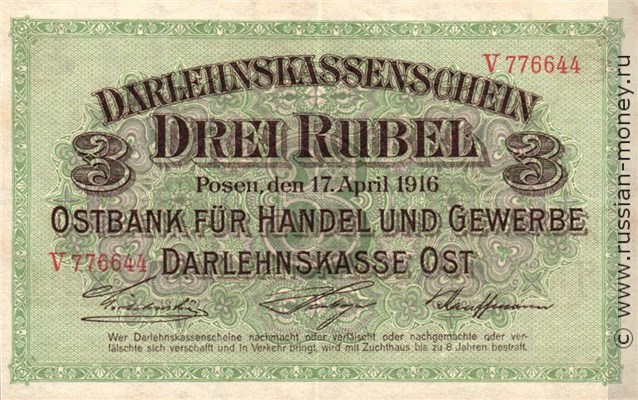 V 776644
DARLEHNSKASSENSCHEIN
3 DREI RUBEL 3
Posen, den 17. April 1916
OSTBANK FÜR HANDEL UND GEWERBE
V 776644 DARLEHNSKASSE OST
Kauffmann
Wer Darlehnskassenscheine nachmacht oder verfälscht oder nachgemachte oder ver-
fälschte sich verschafft und in Verkehr bringt, wird mit Zuchthaus bis zu 8 Jahren bestraft.
© www.russian-money.ru